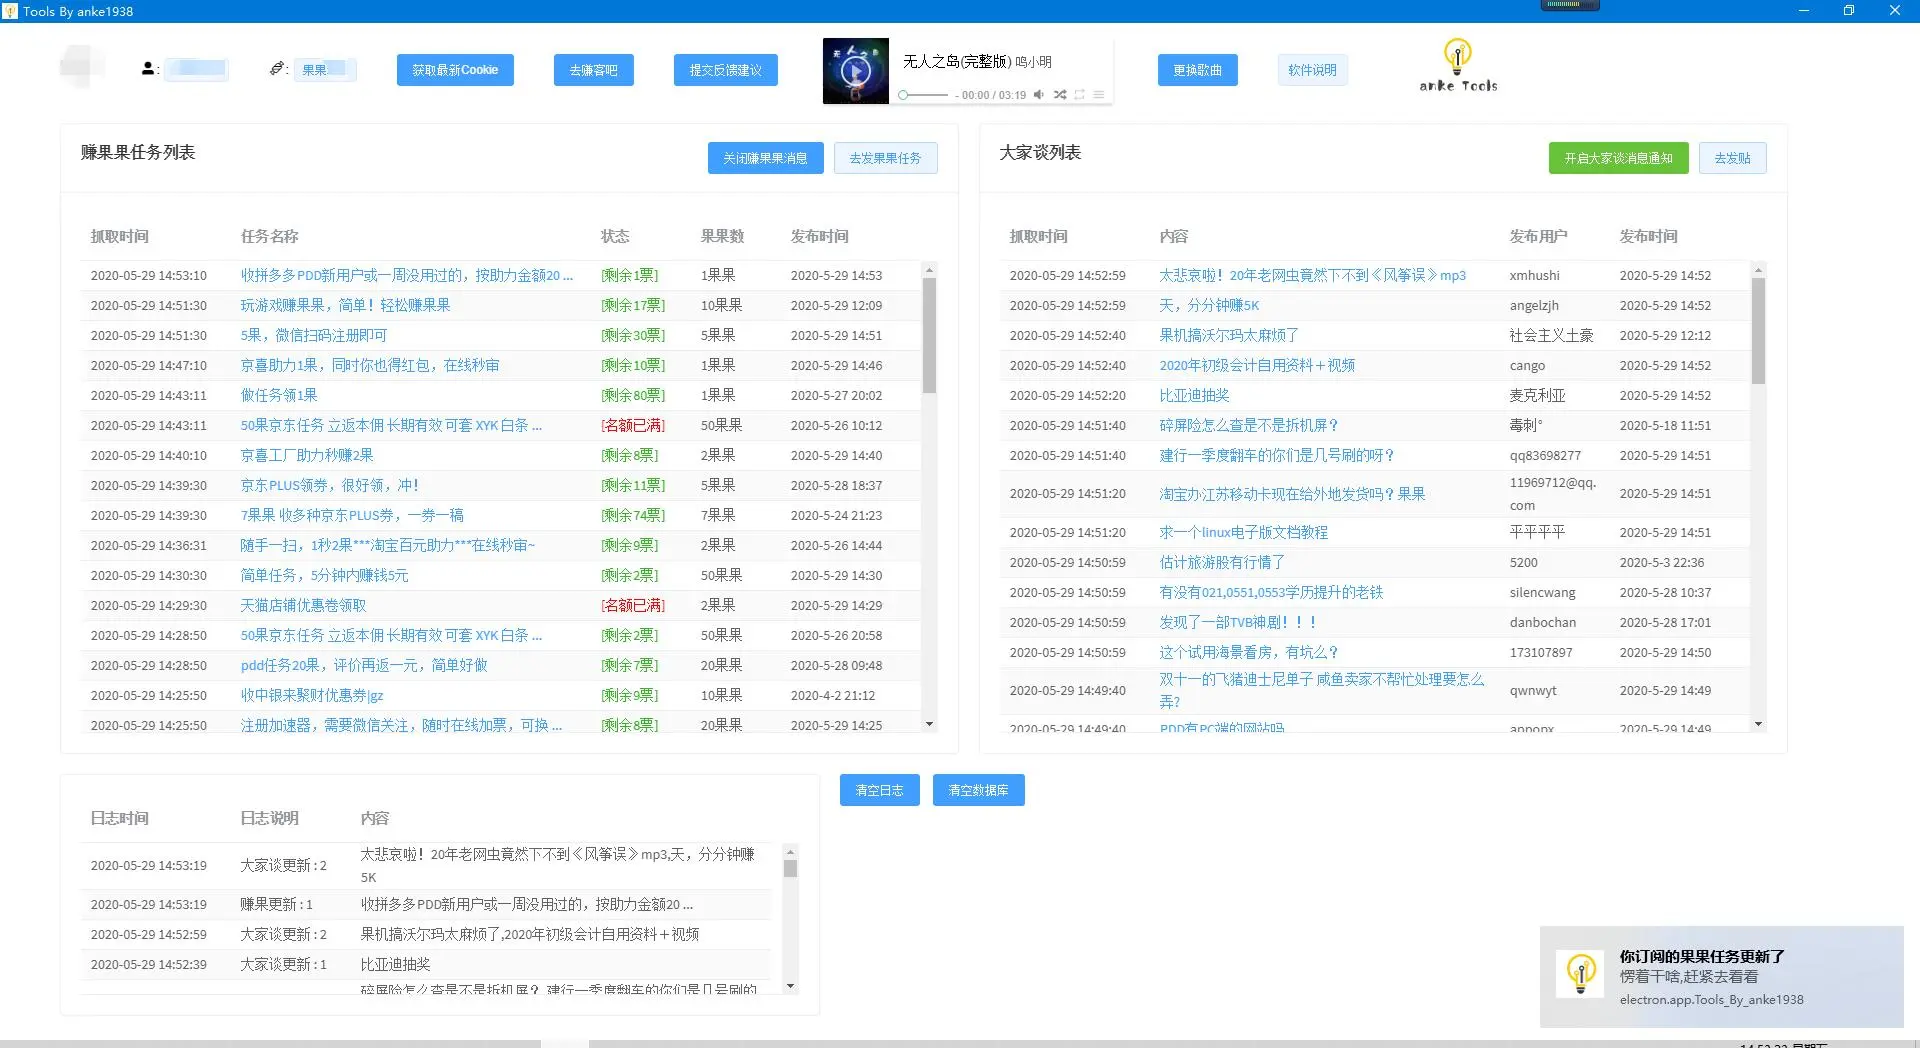 Tools By anke1938
:
: 果果
获取最新Cookie
去赚客吧
提交反馈建议
无人之岛
无人之岛(完整版) 鸣小明
- 00:00 / 03:19
更换歌曲
软件说明
anke Tools
赚果果任务列表
关闭赚果果消息
去发果果任务
抓取时间 任务名称 状态 果果数 发布时间
2020-05-29 14:53:10 收拼多多PDD新用户或一周没用过的，按助力金额20 ... [剩余1票] 1果果 2020-5-29 14:53
2020-05-29 14:51:30 玩游戏赚果果，简单！轻松赚果果 [剩余17票] 10果果 2020-5-29 12:09
2020-05-29 14:51:30 5果，微信扫码注册即可 [剩余30票] 5果果 2020-5-29 14:51
2020-05-29 14:47:10 京喜助力1果，同时你也得红包，在线秒审 [剩余10票] 1果果 2020-5-29 14:46
2020-05-29 14:43:11 做任务领1果 [剩余80票] 1果果 2020-5-27 20:02
2020-05-29 14:43:11 50果京东任务 立返本佣 长期有效 可套 XYK 白条 ... [名额已满] 50果果 2020-5-26 10:12
2020-05-29 14:40:10 京喜工厂助力秒赚2果 [剩余8票] 2果果 2020-5-29 14:40
2020-05-29 14:39:30 京东PLUS领券，很好领，冲！ [剩余11票] 5果果 2020-5-28 18:37
2020-05-29 14:39:30 7果果 收多种京东PLUS券，一券一稿 [剩余74票] 7果果 2020-5-24 21:23
2020-05-29 14:36:31 随手一扫，1秒2果***淘宝百元助力***在线秒审~ [剩余9票] 2果果 2020-5-26 14:44
2020-05-29 14:30:30 简单任务，5分钟内赚钱5元 [剩余2票] 50果果 2020-5-29 14:30
2020-05-29 14:29:30 天猫店铺优惠卷领取 [名额已满] 2果果 2020-5-29 14:29
2020-05-29 14:28:50 50果京东任务 立返本佣 长期有效 可套 XYK 白条 ... [剩余2票] 50果果 2020-5-26 20:58
2020-05-29 14:28:50 pdd任务20果，评价再返一元，简单好做 [剩余7票] 20果果 2020-5-28 09:48
2020-05-29 14:25:50 收中银来聚财优惠券|gz [剩余9票] 10果果 2020-4-2 21:12
2020-05-29 14:25:50 注册加速器，需要微信关注，随时在线加票，可换 ... [剩余8票] 20果果 2020-5-29 14:25
大家谈列表
开启大家谈消息通知
去发贴
抓取时间 内容 发布用户 发布时间
2020-05-29 14:52:59 太悲哀啦！20年老网虫竟然下不到《风筝误》mp3 xmhushi 2020-5-29 14:52
2020-05-29 14:52:59 天，分分钟赚5K angelzjh 2020-5-29 14:52
2020-05-29 14:52:40 果机搞沃尔玛太麻烦了 社会主义土豪 2020-5-29 12:12
2020-05-29 14:52:40 2020年初级会计自用资料＋视频 cango 2020-5-29 14:52
2020-05-29 14:52:20 比亚迪抽奖 麦克利亚 2020-5-29 14:52
2020-05-29 14:51:40 碎屏险怎么查是不是拆机屏？ 毒刺° 2020-5-18 11:51
2020-05-29 14:51:40 建行一季度翻车的你们是几号刷的呀？ qq83698277 2020-5-29 14:51
2020-05-29 14:51:20 淘宝办江苏移动卡现在给外地发货吗？果果 11969712@qq.com 2020-5-29 14:51
2020-05-29 14:51:20 求一个linux电子版文档教程 平平平平 2020-5-29 14:51
2020-05-29 14:50:59 估计旅游股有行情了 5200 2020-5-3 22:36
2020-05-29 14:50:59 有没有021,0551,0553学历提升的老铁 silencwang 2020-5-28 10:37
2020-05-29 14:50:59 发现了一部TVB神剧！！！ danbochan 2020-5-28 17:01
2020-05-29 14:50:59 这个试用海景看房，有坑么？ 173107897 2020-5-29 14:50
2020-05-29 14:49:40 双十一的飞猪迪士尼单子 咸鱼卖家不帮忙处理要怎么弄? qwnwyt 2020-5-29 14:49
2020-05-29 14:49:40 PDD有PC端的网站吗 2020-5-29 14:49
日志时间 日志说明 内容
2020-05-29 14:53:19 大家谈更新 : 2 太悲哀啦！20年老网虫竟然下不到《风筝误》mp3,天，分分钟赚5K
2020-05-29 14:53:19 赚果更新 : 1 收拼多多PDD新用户或一周没用过的，按助力金额20 ...
2020-05-29 14:52:59 大家谈更新 : 2 果机搞沃尔玛太麻烦了,2020年初级会计自用资料＋视频
2020-05-29 14:52:39 大家谈更新 : 1 比亚迪抽奖
碎屏险怎么查是不是拆机屏？ 建行一季度翻车的你们是几号刷的
清空日志
清空数据库
你订阅的果果任务更新了
愣着干啥,赶紧去看看
electron.app.Tools_By_anke1938